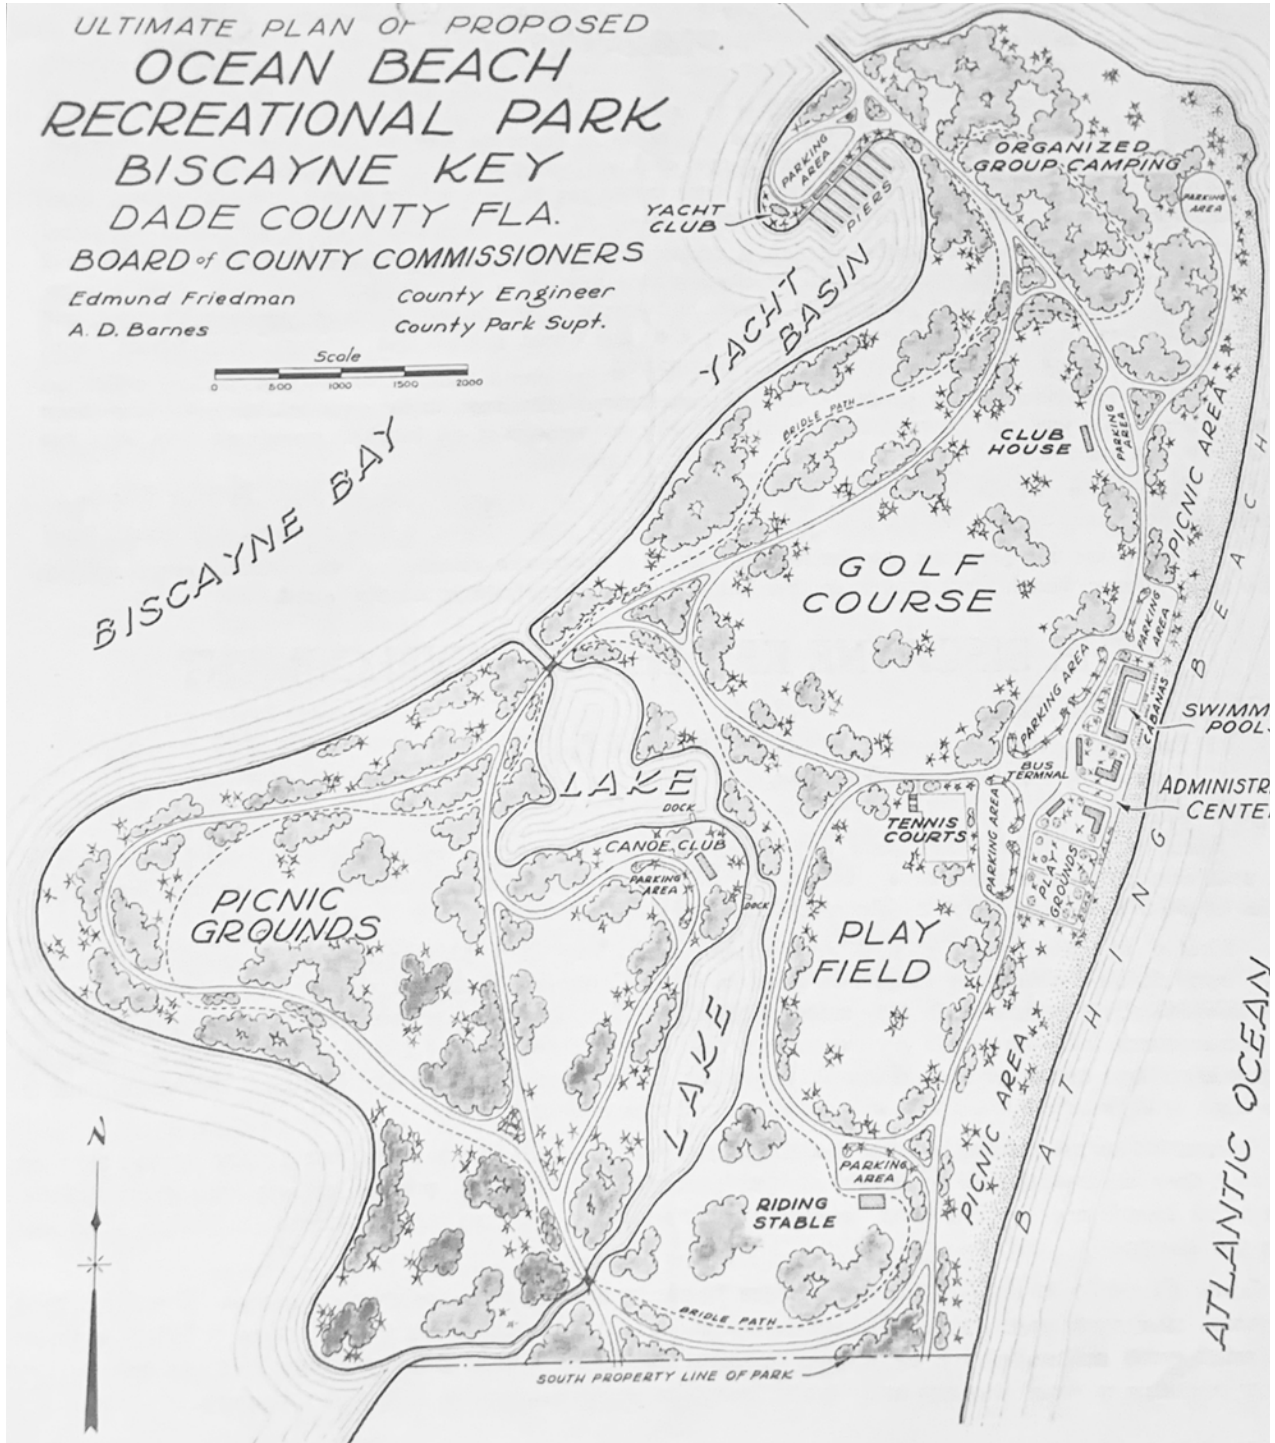 ULTIMATE PLAN OF PROPOSED
OCEAN BEACH
RECREATIONAL PARK
BISCAYNE KEY
DADE COUNTY FLA.
BOARD of COUNTY COMMISSIONERS
Edmund Friedman County Engineer
A. D. Barnes County Park Supt.
Scale
0 500 1000 1500 2000
PARKING
AREA
YACHT
CLUB
PIERS
ORGANIZED
GROUP CAMPING
PARKING
AREA
YACHT
BASIN
BISCAYNE BAY
BRIDLE PATH
CLUB
HOUSE
PARKING
AREA
PICNIC AREA
GOLF
COURSE
PARKING
AREA
PARKING AREA
CABANAS
SWIMM
POOLS
BUS
TERMNAL
ADMINISTR
CENTER
LAKE
DOCK
TENNIS
COURTS
PARKING AREA
PLAY
GROUNDS
CANOE CLUB
PARKING
AREA
DOCK
PICNIC
GROUNDS
PLAY
FIELD
LAKE
PICNIC AREA
BATHING BEACH
ATLANTIC OCEAN
N
PARKING
AREA
RIDING
STABLE
BRIDLE PATH
SOUTH PROPERTY LINE OF PARK